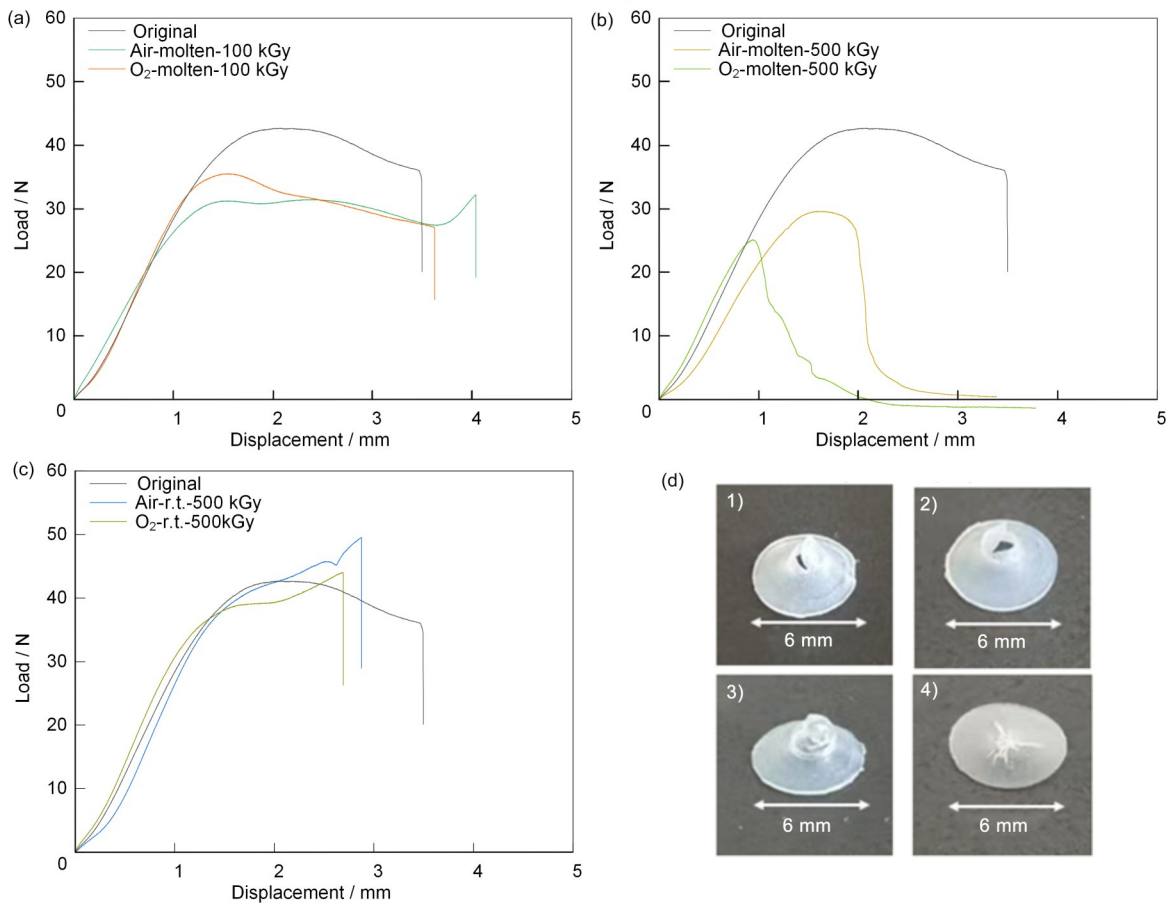 (a)
60
50
40
30
20
10
0
1
2
3
4
5
Load / N
Displacement / mm
Original
Air-molten-100 kGy
O₂-molten-100 kGy
(b)
60
50
40
30
20
10
0
1
2
3
4
5
Load / N
Displacement / mm
Original
Air-molten-500 kGy
O₂-molten-500 kGy
(c)
60
50
40
30
20
10
0
1
2
3
4
5
Load / N
Displacement / mm
Original
Air-r.t.-500 kGy
O₂-r.t.-500kGy
(d)
1)
6 mm
2)
6 mm
3)
6 mm
4)
6 mm